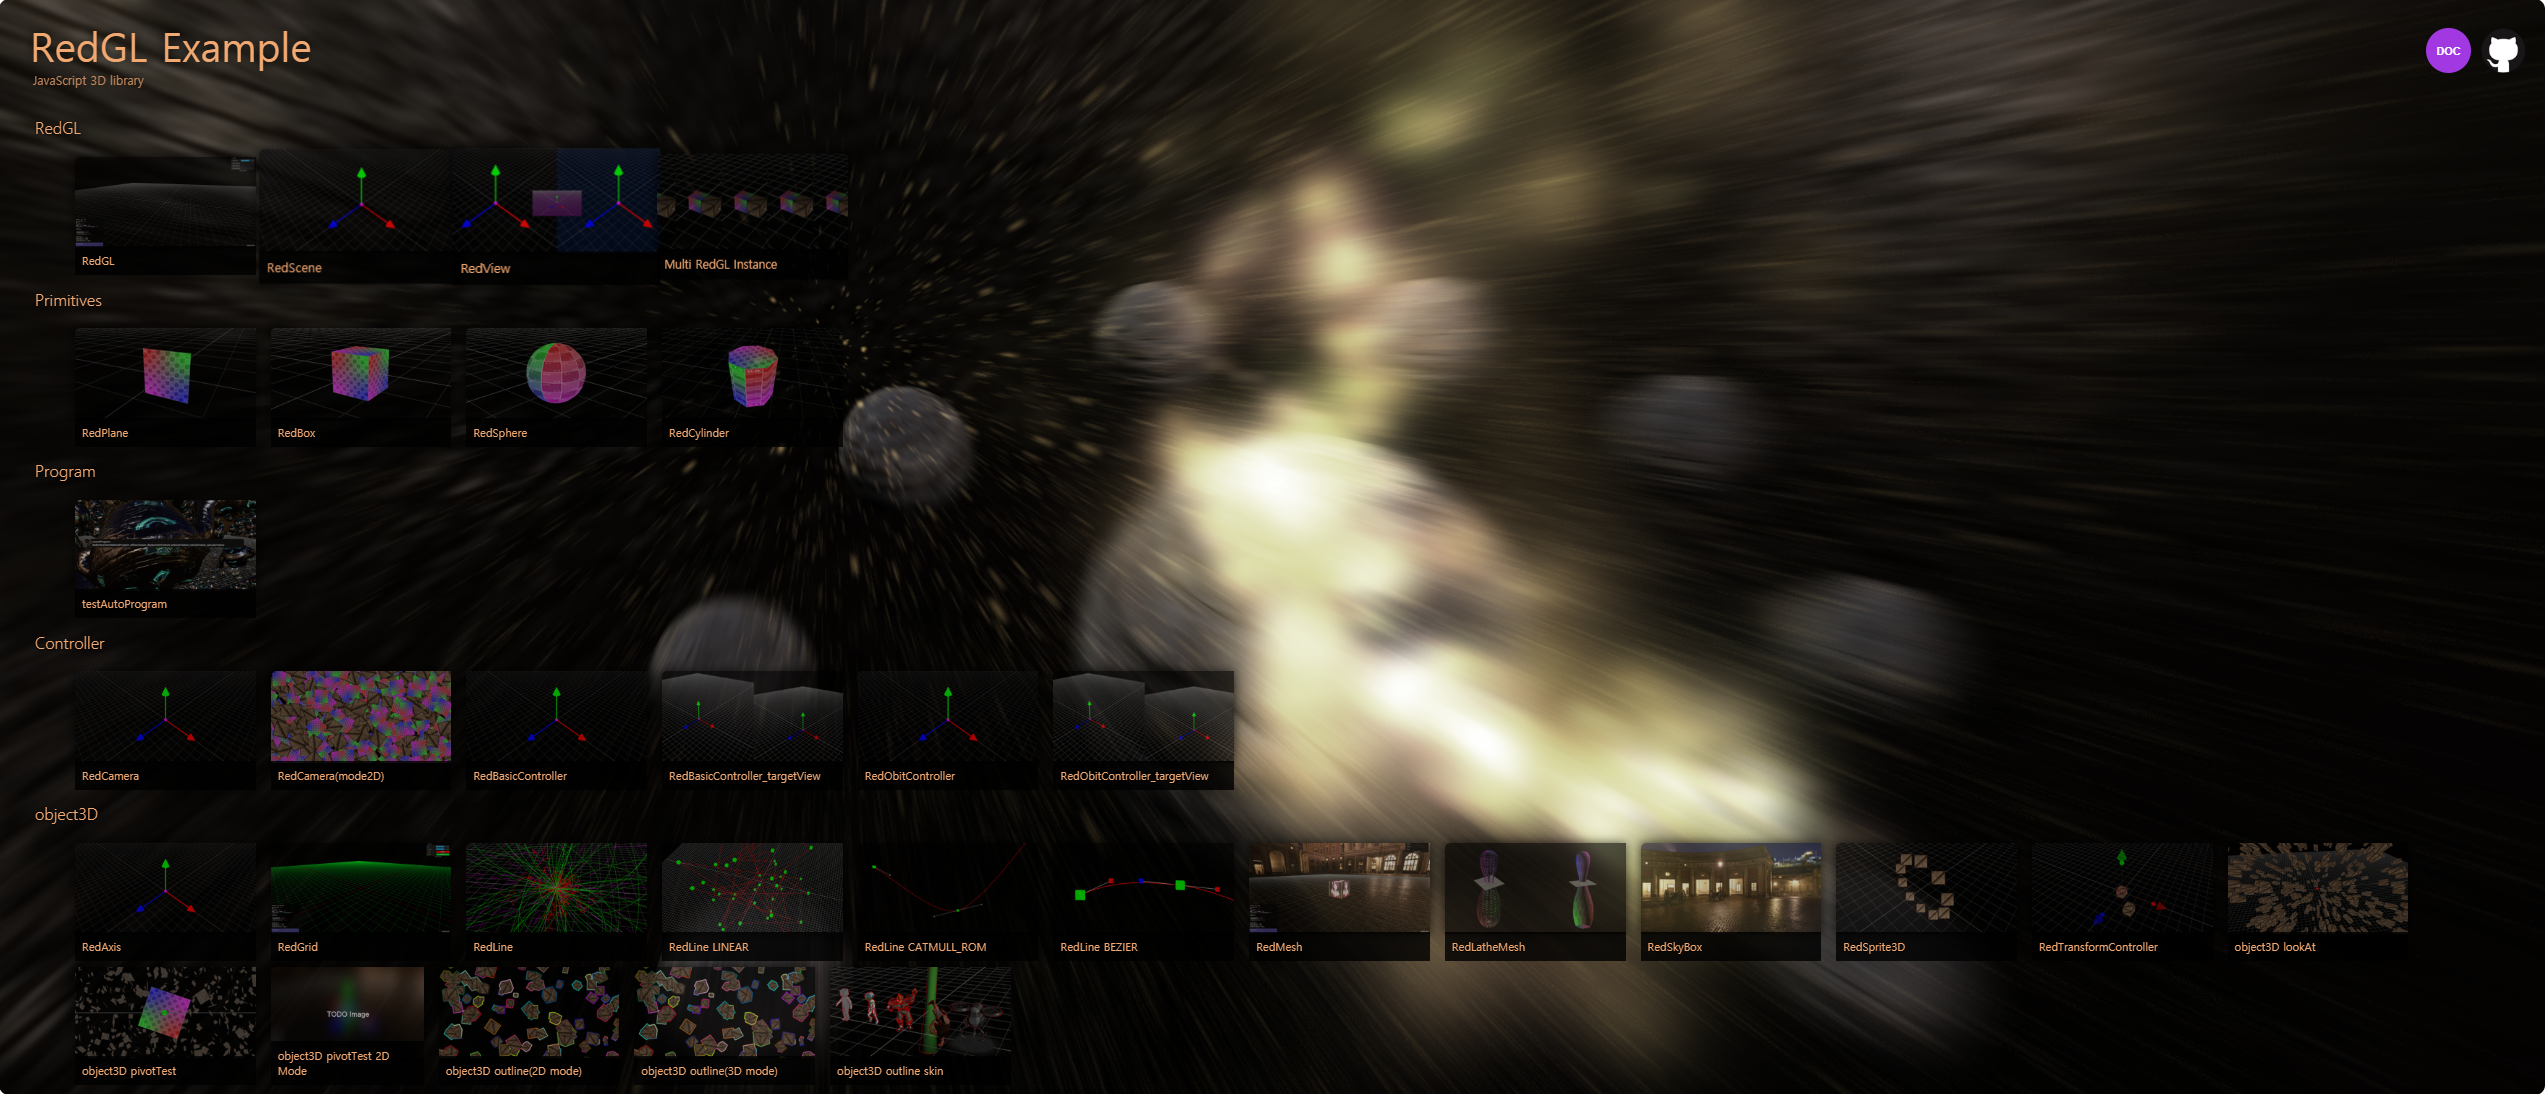 RedGL Example
JavaScript 3D library
DOC
RedGL
RedGL
RedScene
RedView
Multi RedGL Instance
Primitives
RedPlane
RedBox
RedSphere
RedCylinder
Program
testAutoProgram
Controller
RedCamera
RedCamera(mode2D)
RedBasicController
RedBasicController_targetView
RedObitController
RedObitController_targetView
object3D
RedAxis
RedGrid
RedLine
RedLine LINEAR
RedLine CATMULL_ROM
RedLine BEZIER
RedMesh
RedLatheMesh
RedSkyBox
RedSprite3D
RedTransformController
object3D lookAt
object3D pivotTest
TODO Image
object3D pivotTest 2D
Mode
object3D outline(2D mode)
object3D outline(3D mode)
object3D outline skin